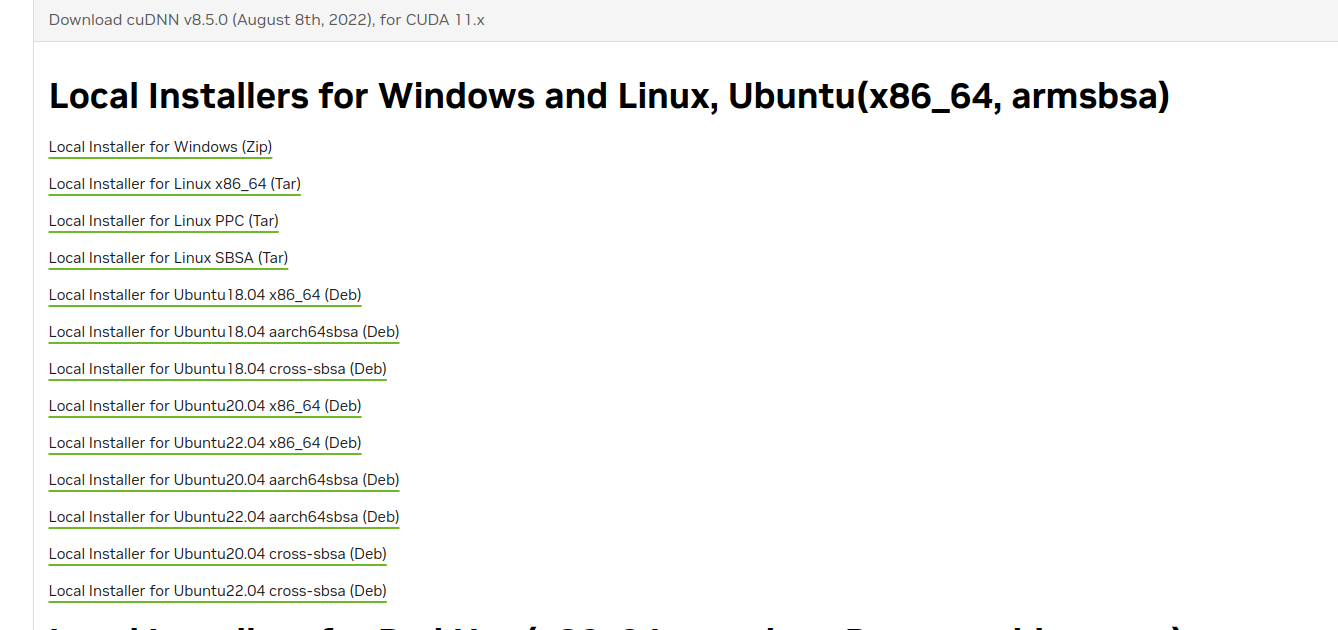 Download cuDNN v8.5.0 (August 8th, 2022), for CUDA 11.x
Local Installers for Windows and Linux, Ubuntu(x86_64, armsbsa)
Local Installer for Windows (Zip)
Local Installer for Linux x86_64 (Tar)
Local Installer for Linux PPC (Tar)
Local Installer for Linux SBSA (Tar)
Local Installer for Ubuntu18.04 x86_64 (Deb)
Local Installer for Ubuntu18.04 aarch64sbsa (Deb)
Local Installer for Ubuntu18.04 cross-sbsa (Deb)
Local Installer for Ubuntu20.04 x86_64 (Deb)
Local Installer for Ubuntu22.04 x86_64 (Deb)
Local Installer for Ubuntu20.04 aarch64sbsa (Deb)
Local Installer for Ubuntu22.04 aarch64sbsa (Deb)
Local Installer for Ubuntu20.04 cross-sbsa (Deb)
Local Installer for Ubuntu22.04 cross-sbsa (Deb)